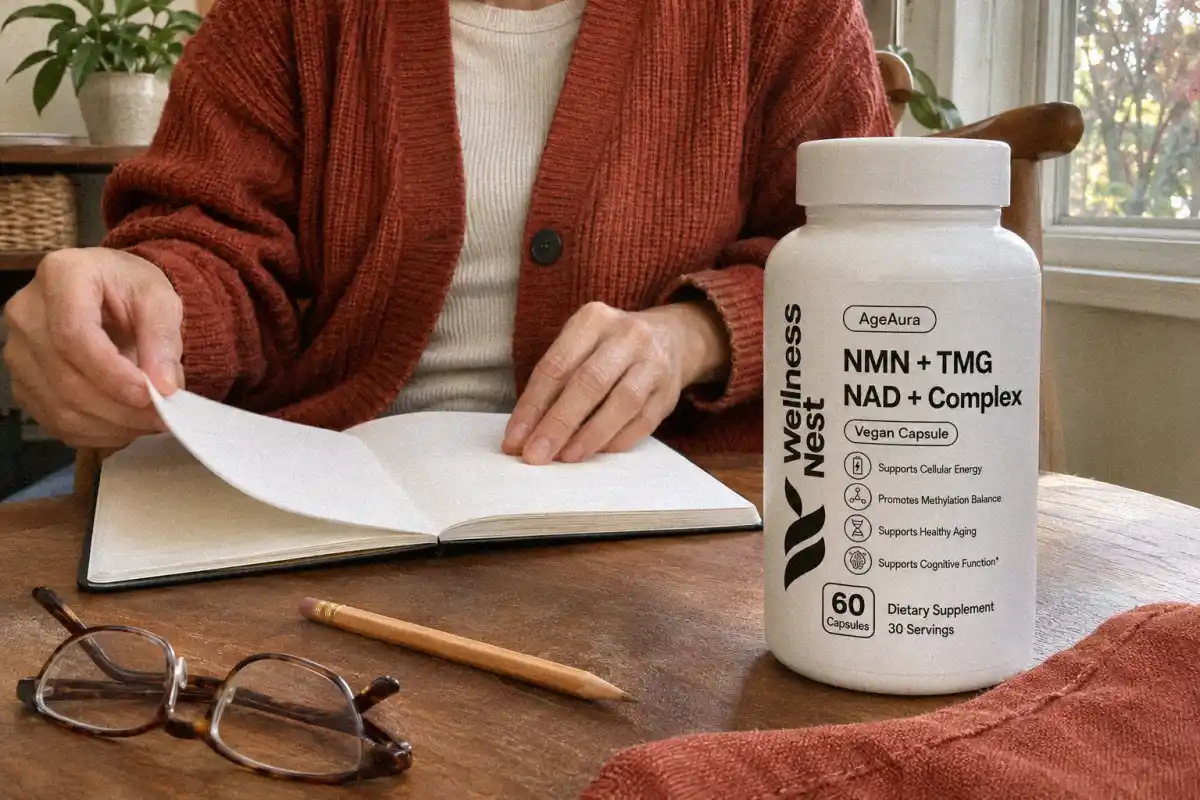 Wellness
Nest
AgeAura
NMN + TMG
NAD + Complex
Vegan Capsule
Supports Cellular Energy
Promotes Methylation Balance
Supports Healthy Aging
Supports Cognitive Function*
60
Capsules
Dietary Supplement
30 Servings